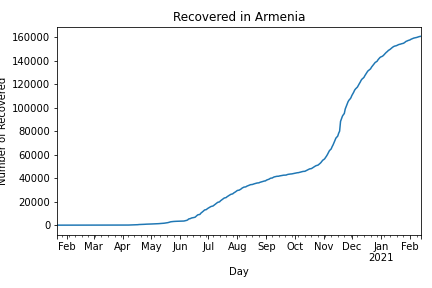 Recovered in Armenia
Number of Recovered
160000
140000
120000
100000
80000
60000
40000
20000
0
Feb Mar Apr May Jun Jul Aug Sep Oct Nov Dec Jan Feb
2021
Day